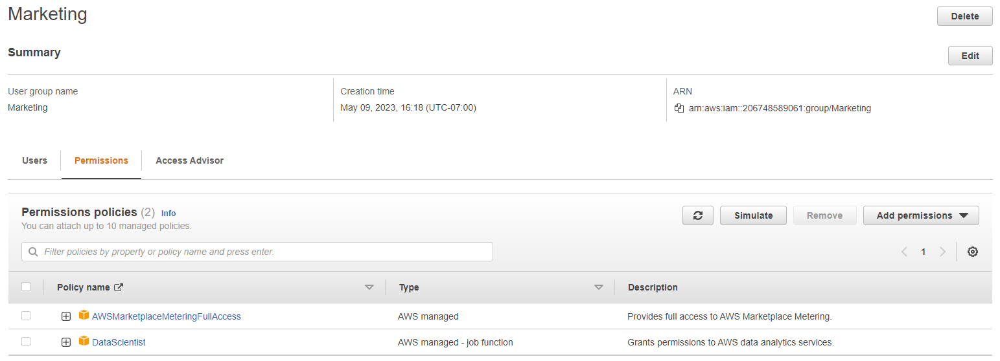 Marketing
Delete
Summary
Edit
User group name
Creation time
ARN
Marketing
May 09, 2023, 16:18 (UTC-07:00)
arn:aws:iam::206748589061:group/Marketing
Users
Permissions
Access Advisor
Permissions policies (2) Info
You can attach up to 10 managed policies.
Simulate
Remove
Add permissions
Filter policies by property or policy name and press enter.
1
Policy name
Type
Description
AWSMarketplaceMeteringFullAccess
AWS managed
Provides full access to AWS Marketplace Metering.
DataScientist
AWS managed - job function
Grants permissions to AWS data analytics services.